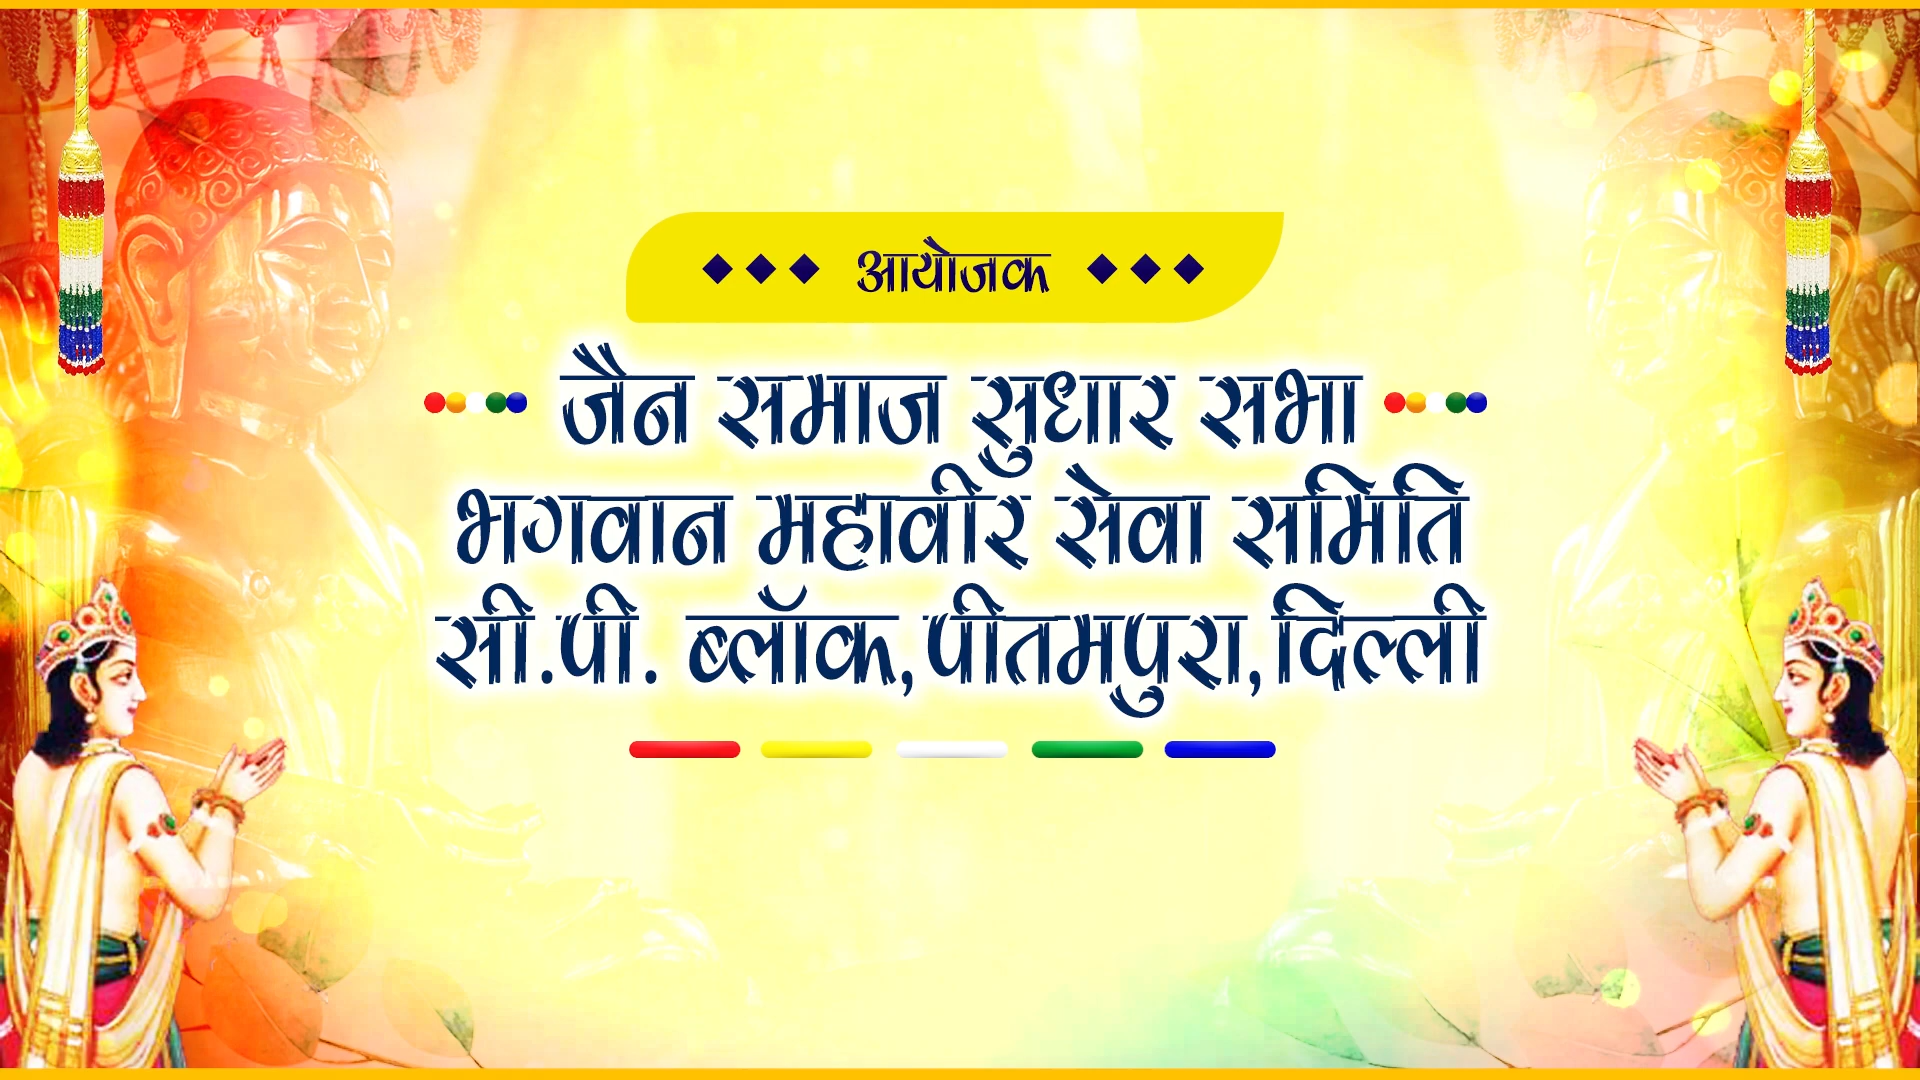 आयोजक
जैन समाज सुधार सभा
भगवान महावीर सेवा समिति
सी.पी. ब्लॉक,पीतमपुरा,दिल्ली